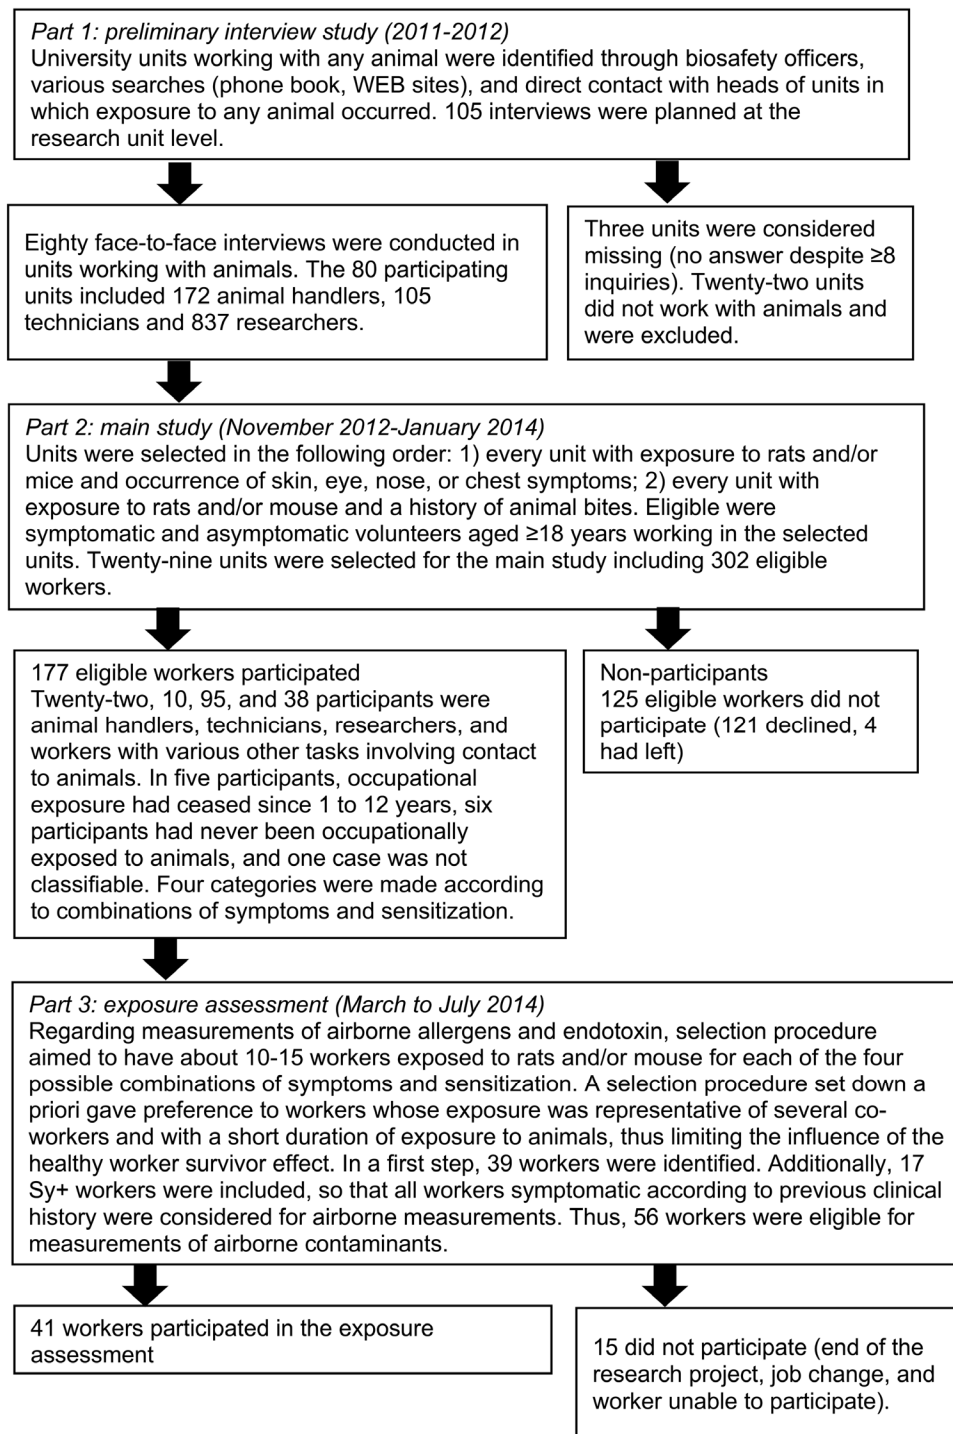 Part 1: preliminary interview study (2011-2012)
University units working with any animal were identified through biosafety officers,
various searches (phone book, WEB sites), and direct contact with heads of units in
which exposure to any animal occurred. 105 interviews were planned at the
research unit level.
Eighty face-to-face interviews were conducted in
units working with animals. The 80 participating
units included 172 animal handlers, 105
technicians and 837 researchers.
Three units were considered
missing (no answer despite ≥8
inquiries). Twenty-two units
did not work with animals and
were excluded.
Part 2: main study (November 2012-January 2014)
Units were selected in the following order: 1) every unit with exposure to rats and/or
mice and occurrence of skin, eye, nose, or chest symptoms; 2) every unit with
exposure to rats and/or mouse and a history of animal bites. Eligible were
symptomatic and asymptomatic volunteers aged ≥18 years working in the selected
units. Twenty-nine units were selected for the main study including 302 eligible
workers.
177 eligible workers participated
Twenty-two, 10, 95, and 38 participants were
animal handlers, technicians, researchers, and
workers with various other tasks involving contact
to animals. In five participants, occupational
exposure had ceased since 1 to 12 years, six
participants had never been occupationally
exposed to animals, and one case was not
classifiable. Four categories were made according
to combinations of symptoms and sensitization.
Non-participants
125 eligible workers did not
participate (121 declined, 4
had left)
Part 3: exposure assessment (March to July 2014)
Regarding measurements of airborne allergens and endotoxin, selection procedure
aimed to have about 10-15 workers exposed to rats and/or mouse for each of the four
possible combinations of symptoms and sensitization. A selection procedure set down a
priori gave preference to workers whose exposure was representative of several co-
workers and with a short duration of exposure to animals, thus limiting the influence of the
healthy worker survivor effect. In a first step, 39 workers were identified. Additionally, 17
Sy+ workers were included, so that all workers symptomatic according to previous clinical
history were considered for airborne measurements. Thus, 56 workers were eligible for
measurements of airborne contaminants.
41 workers participated in the exposure
assessment
15 did not participate (end of the
research project, job change, and
worker unable to participate).